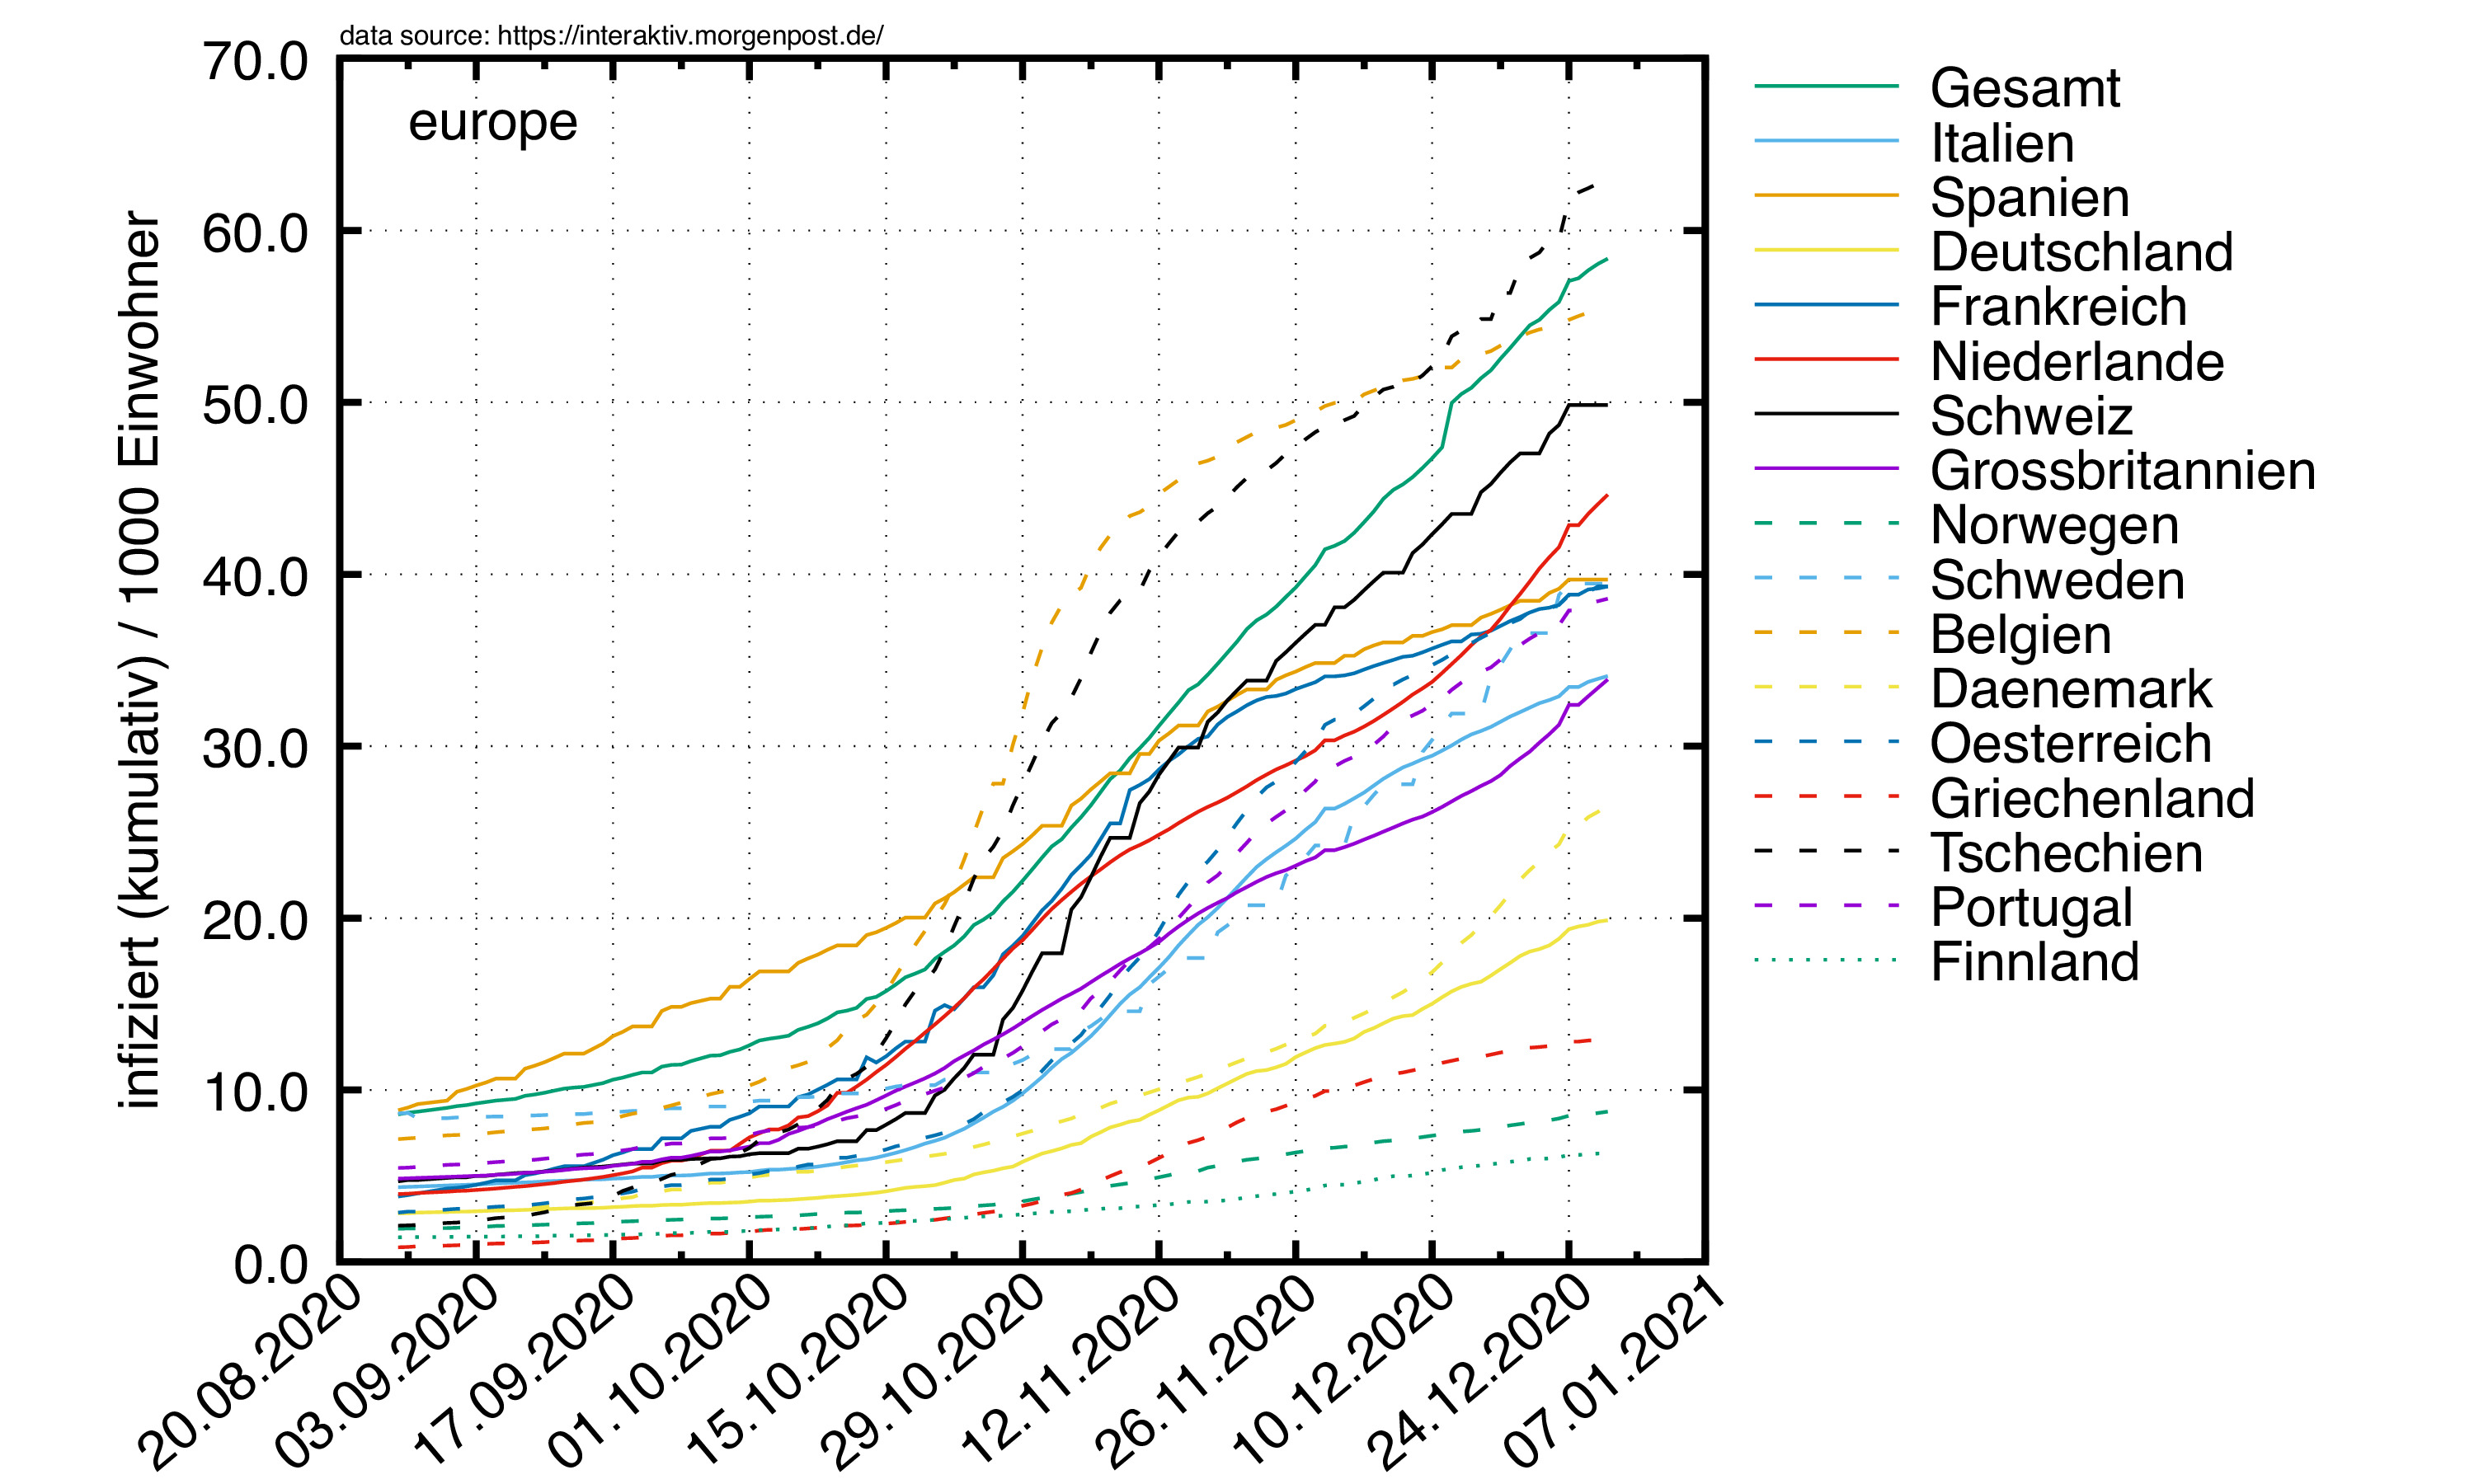 data source: https://interaktiv.morgenpost.de/
europe
infiziert (kumulativ) / 1000 Einwohner
70.0
60.0
50.0
40.0
30.0
20.0
10.0
0.0
20.08.2020
03.09.2020
17.09.2020
01.10.2020
15.10.2020
29.10.2020
12.11.2020
26.11.2020
10.12.2020
24.12.2020
07.01.2021
Gesamt
Italien
Spanien
Deutschland
Frankreich
Niederlande
Schweiz
Grossbritannien
Norwegen
Schweden
Belgien
Daenemark
Oesterreich
Griechenland
Tschechien
Portugal
Finnland